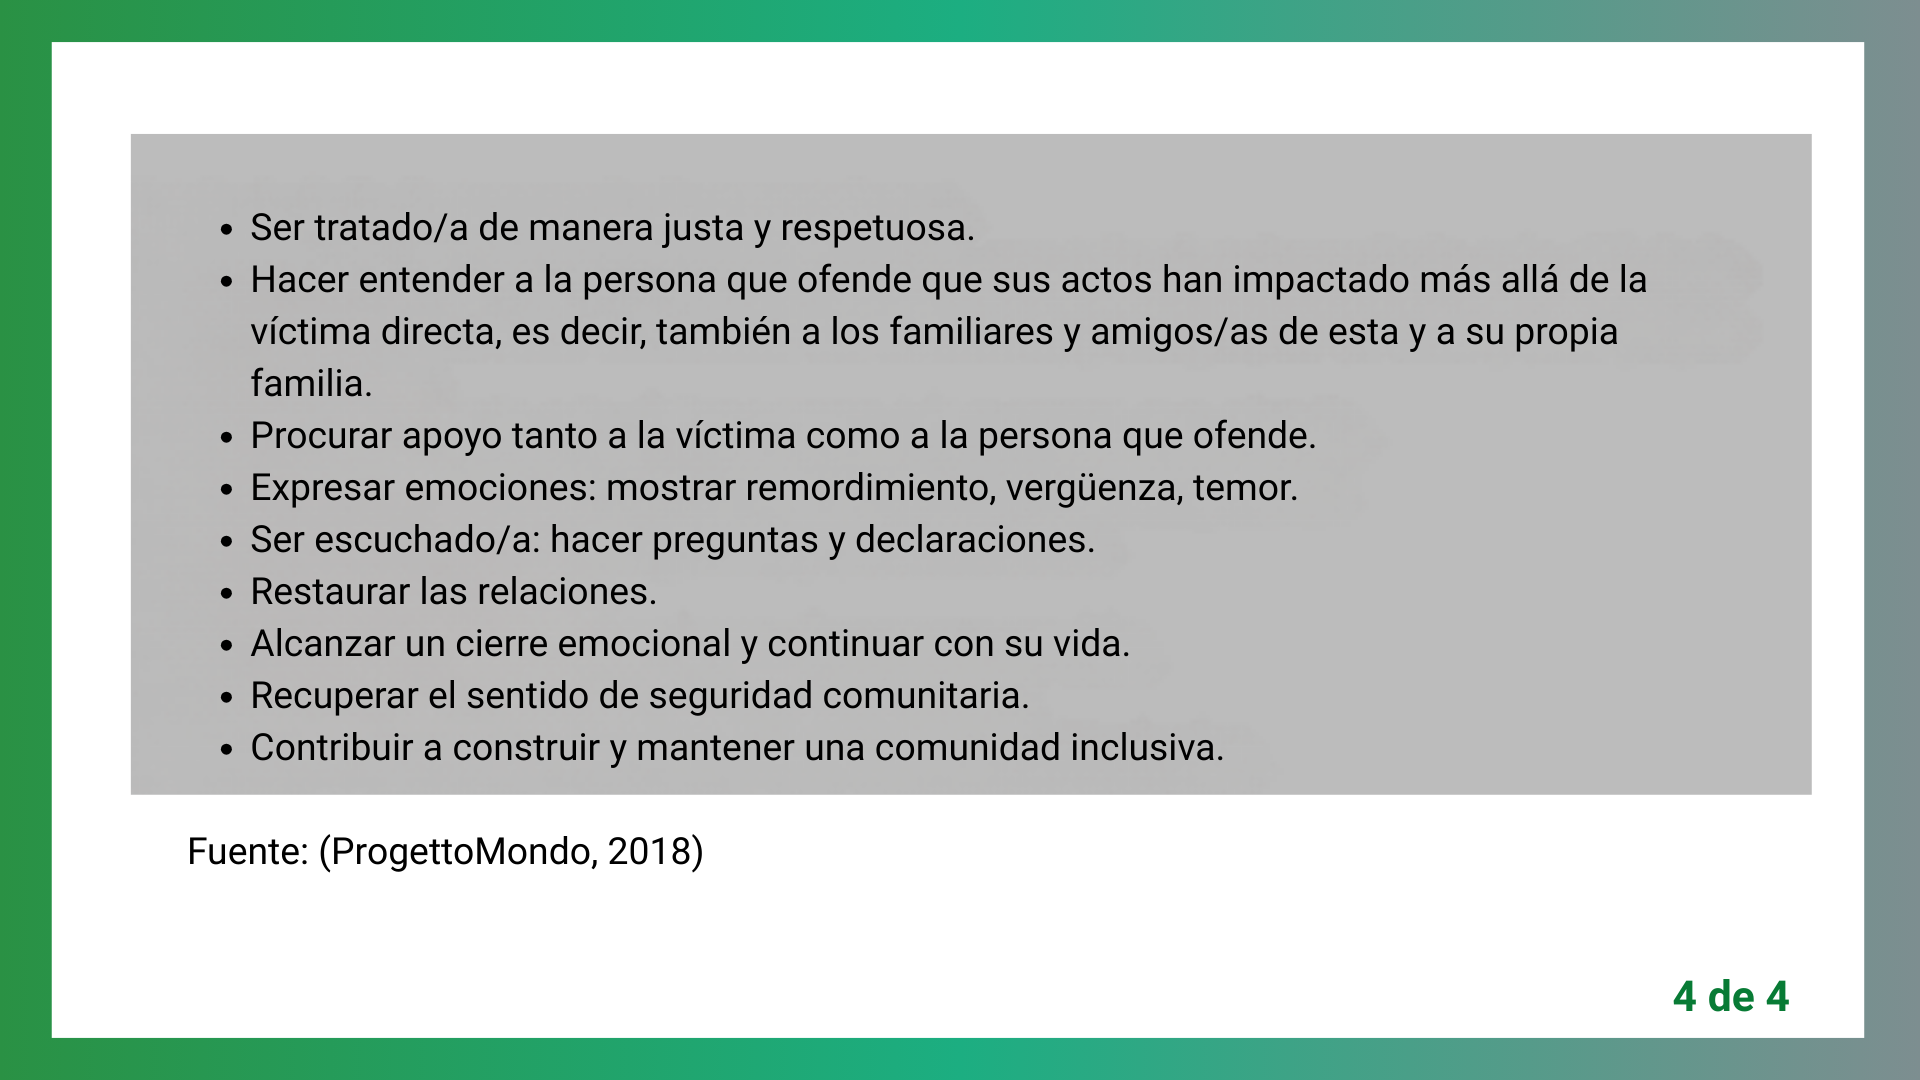 • Ser tratado/a de manera justa y respetuosa.
• Hacer entender a la persona que ofende que sus actos han impactado más allá de la
víctima directa, es decir, también a los familiares y amigos/as de esta y a su propia
familia.
• Procurar apoyo tanto a la víctima como a la persona que ofende.
• Expresar emociones: mostrar remordimiento, vergüenza, temor.
• Ser escuchado/a: hacer preguntas y declaraciones.
• Restaurar las relaciones.
• Alcanzar un cierre emocional y continuar con su vida.
• Recuperar el sentido de seguridad comunitaria.
• Contribuir a construir y mantener una comunidad inclusiva.
Fuente: (ProgettoMondo, 2018)
4 de 4